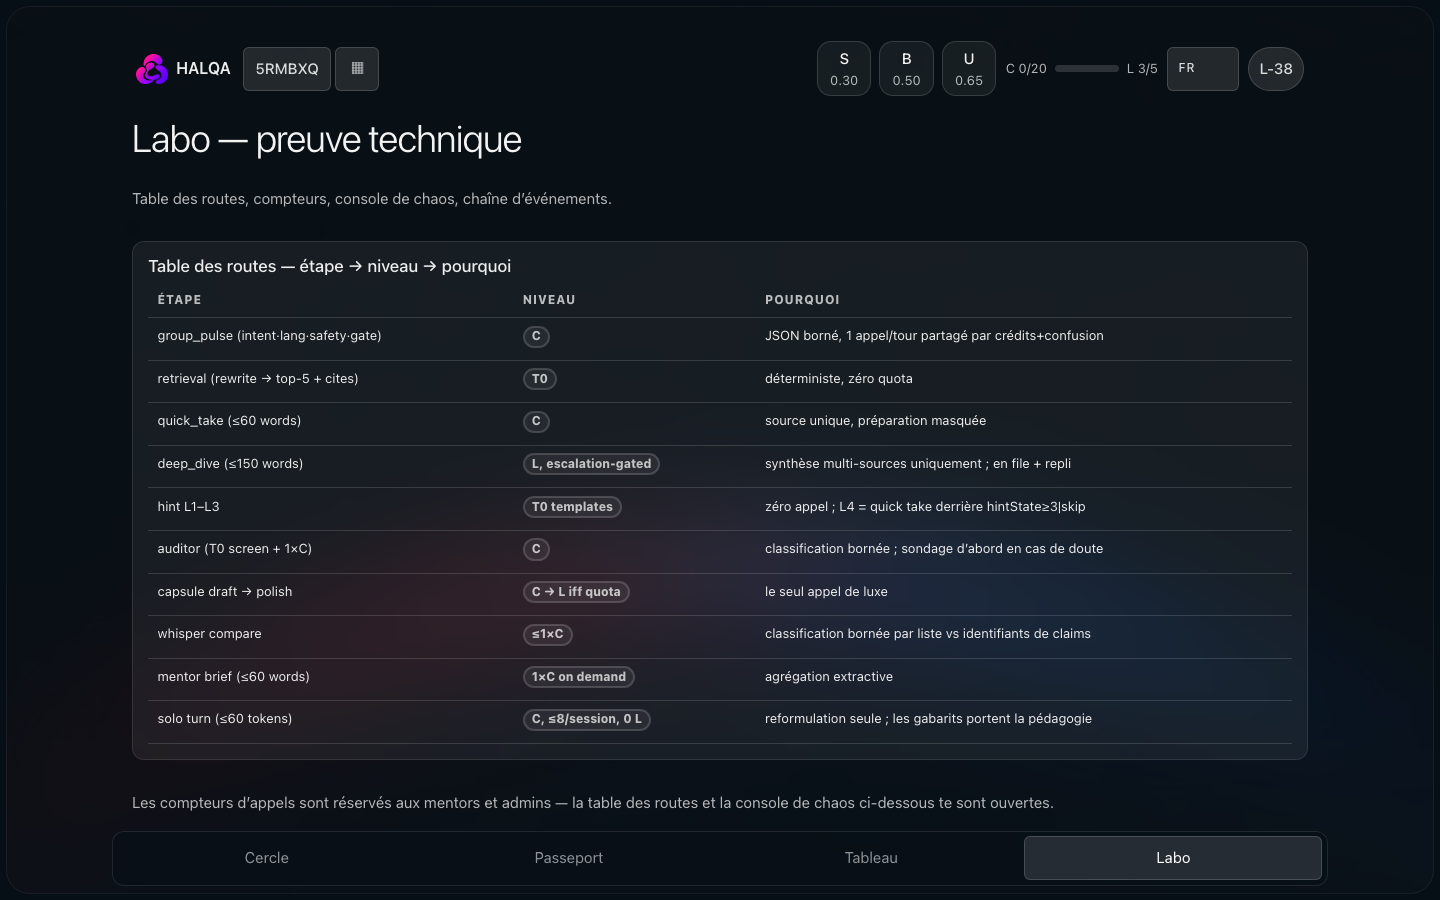 HALQA 5RMBXQ
S B U
0.30 0.50 0.65
C 0/20 L 3/5 FR L-38
Labo — preuve technique
Table des routes, compteurs, console de chaos, chaîne d’événements.
Table des routes — étape → niveau → pourquoi
ÉTAPE NIVEAU POURQUOI
group_pulse (intent·lang·safety·gate) C JSON borné, 1 appel/tour partagé par crédits+confusion
retrieval (rewrite → top-5 + cites) T0 déterministe, zéro quota
quick_take (≤60 words) C source unique, préparation masquée
deep_dive (≤150 words) L, escalation-gated synthèse multi-sources uniquement ; en file + repli
hint L1–L3 T0 templates zéro appel ; L4 = quick take derrière hintState≥3|skip
auditor (T0 screen + 1×C) C classification bornée ; sondage d’abord en cas de doute
capsule draft → polish C → L iff quota le seul appel de luxe
whisper compare ≤1×C classification bornée par liste vs identifiants de claims
mentor brief (≤60 words) 1×C on demand agrégation extractive
solo turn (≤60 tokens) C, ≤8/session, 0 L reformulation seule ; les gabarits portent la pédagogie
Les compteurs d’appels sont réservés aux mentors et admins — la table des routes et la console de chaos ci-dessous te sont ouvertes.
Cercle Passeport Tableau Labo